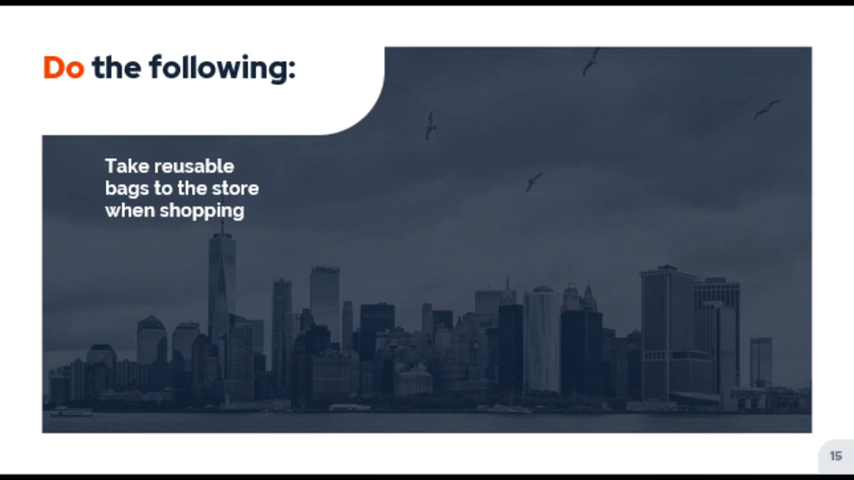 Do the following:
Take reusable
bags to the store
when shopping
15